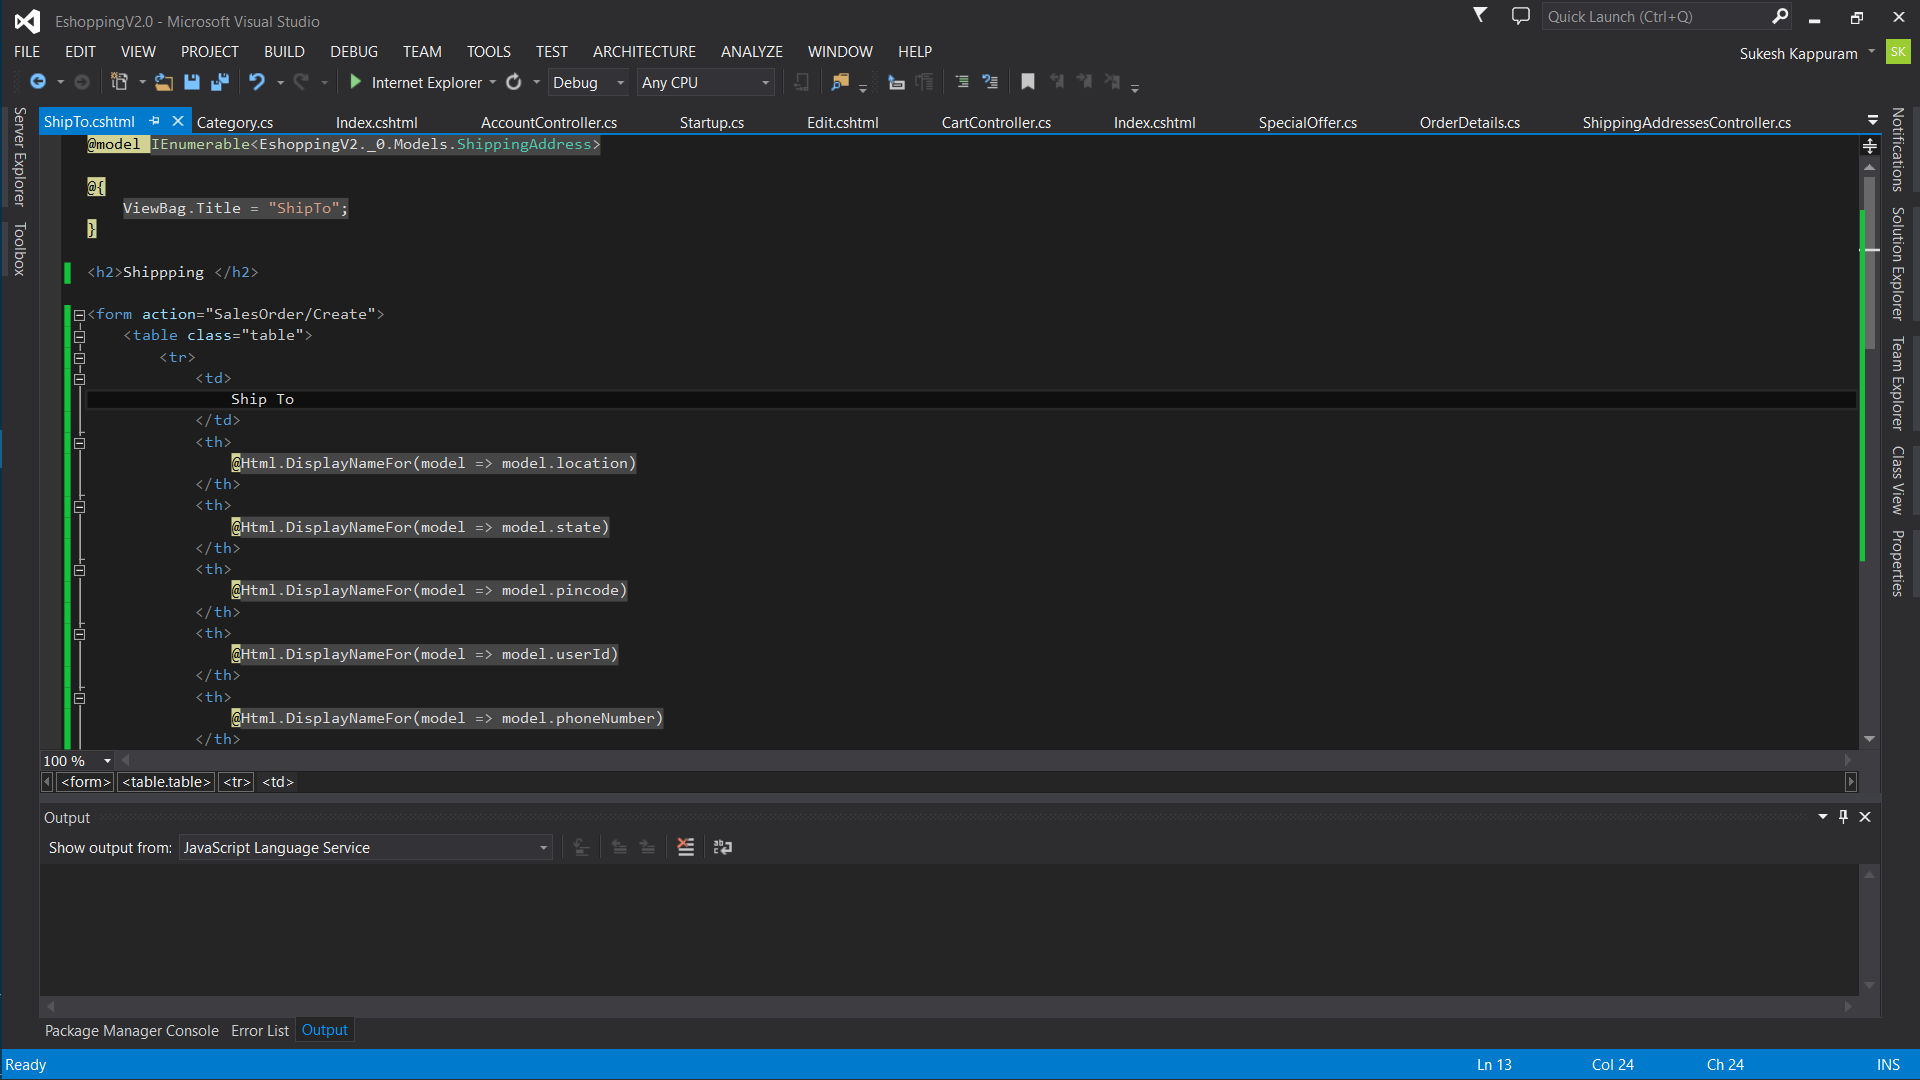 EshoppingV2.0 - Microsoft Visual Studio
Quick Launch (Ctrl+Q)
FILE EDIT VIEW PROJECT BUILD DEBUG TEAM TOOLS TEST ARCHITECTURE ANALYZE WINDOW HELP
Sukesh Kappuram SK
Internet Explorer Debug Any CPU
ShipTo.cshtml Category.cs Index.cshtml AccountController.cs Startup.cs Edit.cshtml CartController.cs Index.cshtml SpecialOffer.cs OrderDetails.cs ShippingAddressesController.cs
Server Explorer
Toolbox
@model IEnumerable<EshoppingV2._0.Models.ShippingAddress>
@{
ViewBag.Title = "ShipTo";
}
<h2>Shippping </h2>
<form action="SalesOrder/Create">
<table class="table">
<tr>
<td>
Ship To
</td>
<th>
@Html.DisplayNameFor(model => model.location)
</th>
<th>
@Html.DisplayNameFor(model => model.state)
</th>
<th>
@Html.DisplayNameFor(model => model.pincode)
</th>
<th>
@Html.DisplayNameFor(model => model.userId)
</th>
<th>
@Html.DisplayNameFor(model => model.phoneNumber)
</th>
Notifications
Solution Explorer
Team Explorer
Class View
Properties
100 %
<form> <table.table> <tr> <td>
Output
Show output from: JavaScript Language Service
Package Manager Console Error List Output
Ready Ln 13 Col 24 Ch 24 INS